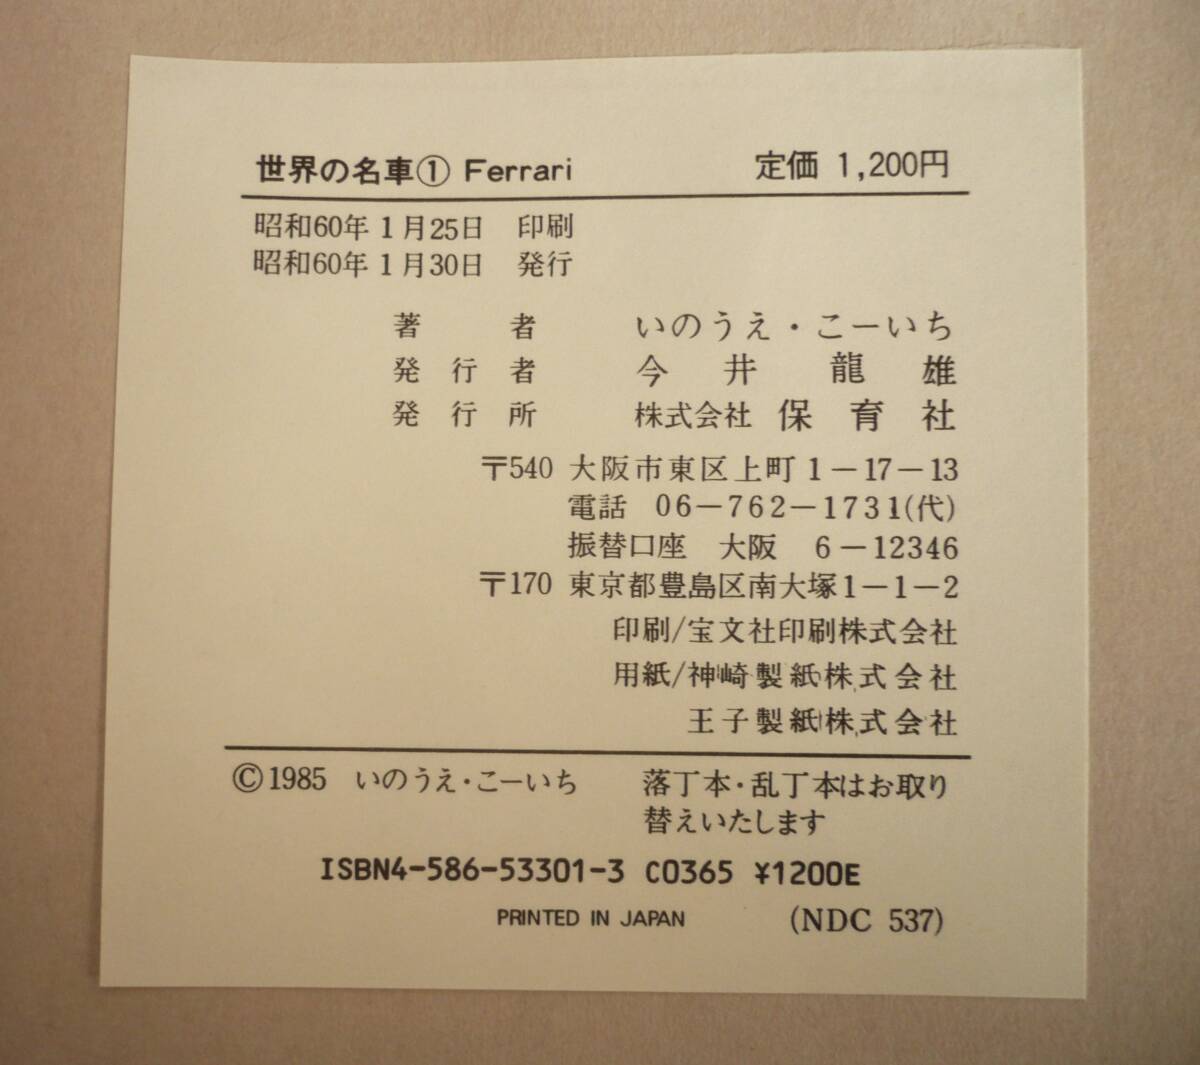 世界の名車① Ferrari 定価 1,200円
昭和60年1月25日 印刷
昭和60年1月30日 発行
著者 いのうえ・こーいち
発行者 今井龍雄
発行所 株式会社 保育社
〒540 大阪市東区上町1－17－13
電話 06－762－1731(代)
振替口座 大阪 6－12346
〒170 東京都豊島区南大塚1－1－2
印刷/宝文社印刷株式会社
用紙/神崎製紙株式会社
王子製紙株式会社
©1985 いのうえ・こーいち 落丁本・乱丁本はお取り
替えいたします
ISBN4-586-53301-3 C0365 ¥1200E
PRINTED IN JAPAN (NDC 537)